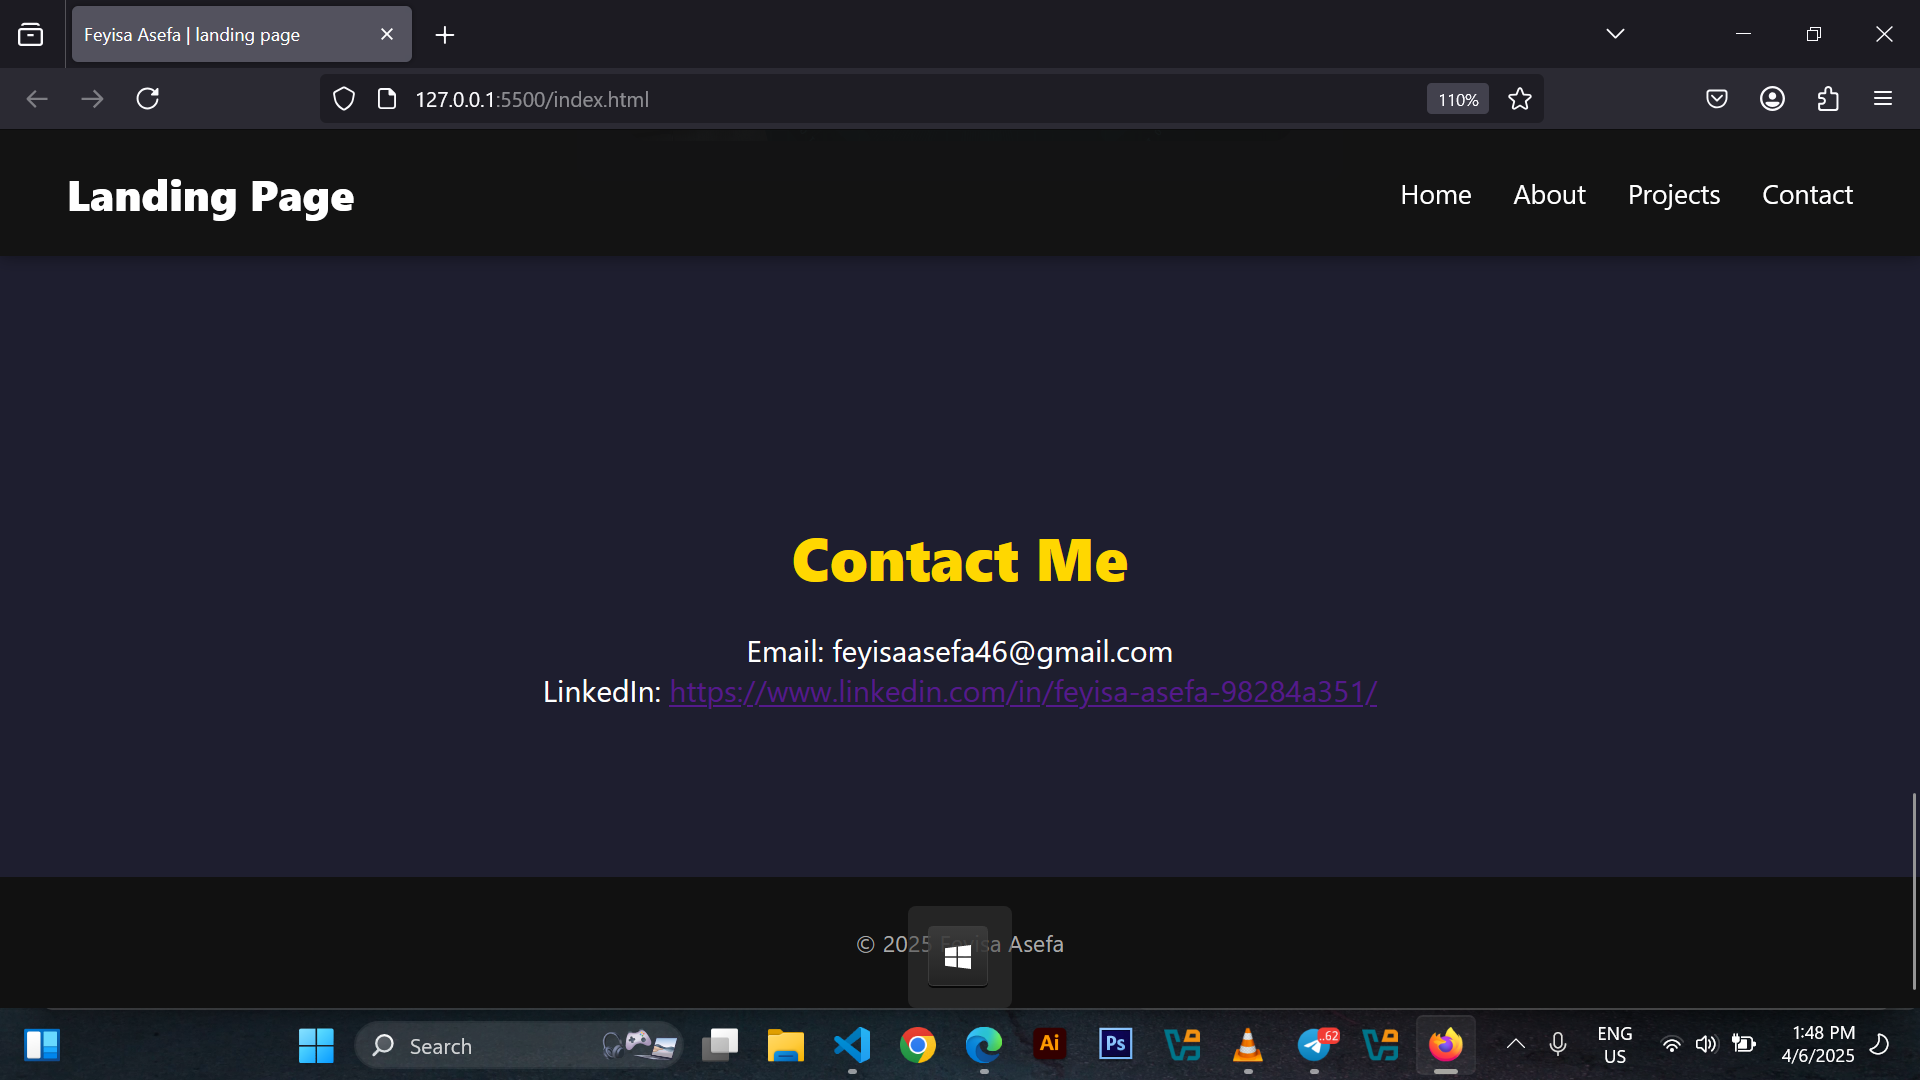 Feyisa Asefa | landing page
127.0.0.1:5500/index.html
110%
Landing Page
Home
About
Projects
Contact
Contact Me
Email: feyisaasefa46@gmail.com
LinkedIn: https://www.linkedin.com/in/feyisa-asefa-98284a351/
© 2025 Feyisa Asefa
Search
Ai
Ps
..62
ENG
US
1:48 PM
4/6/2025